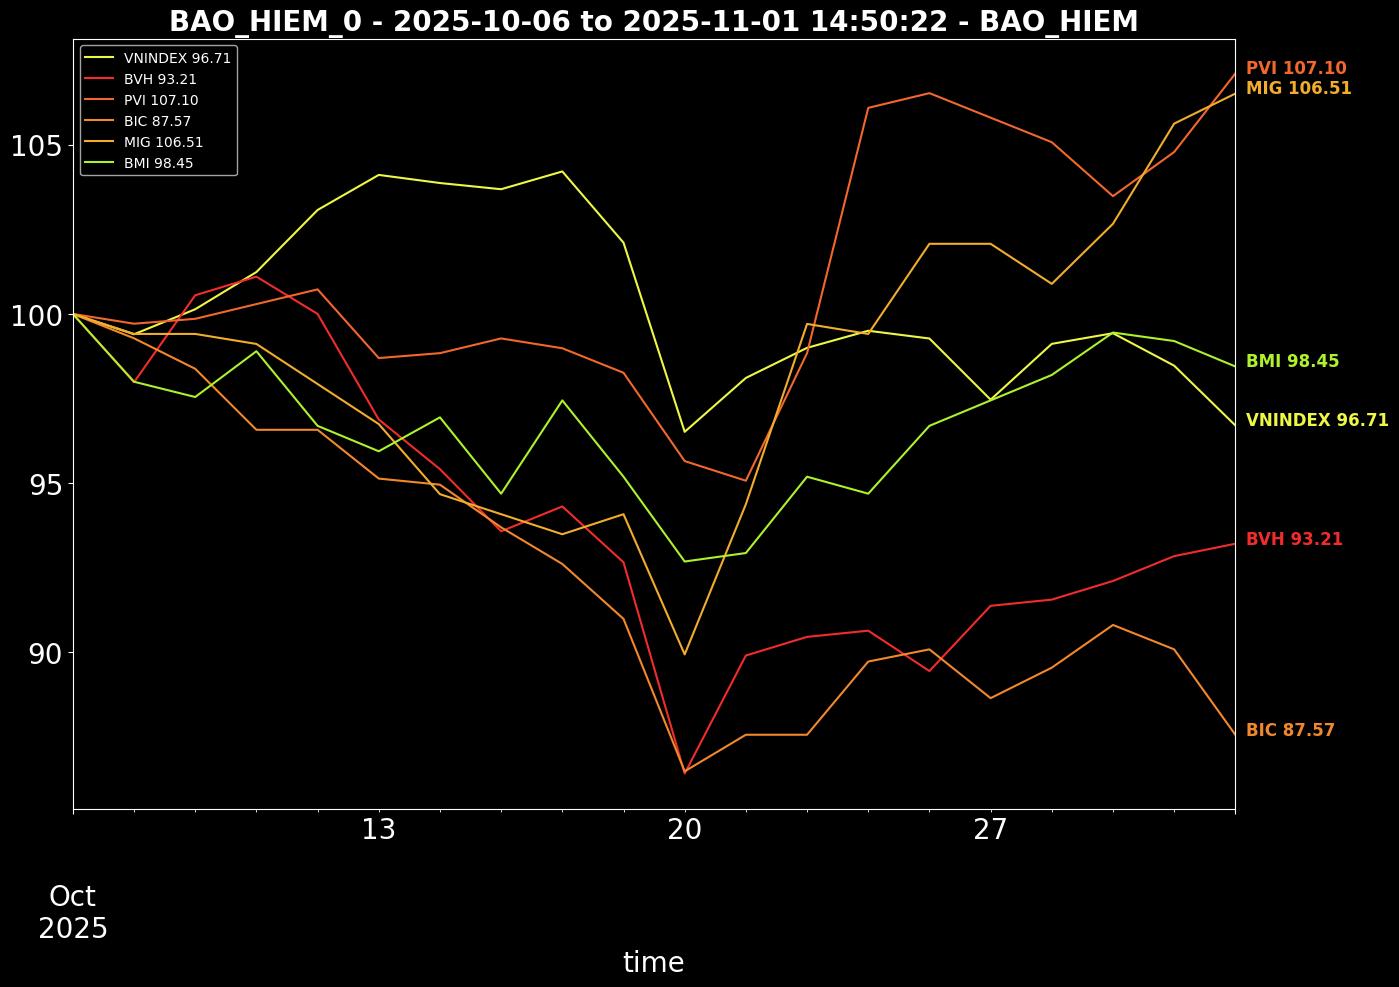 BAO_HIEM_0 - 2025-10-06 to 2025-11-01 14:50:22 - BAO_HIEM
VNINDEX 96.71
BVH 93.21
PVI 107.10
BIC 87.57
MIG 106.51
BMI 98.45
PVI 107.10
MIG 106.51
105
100
BMI 98.45
VNINDEX 96.71
95
BVH 93.21
90
BIC 87.57
13
20
27
Oct
2025
time